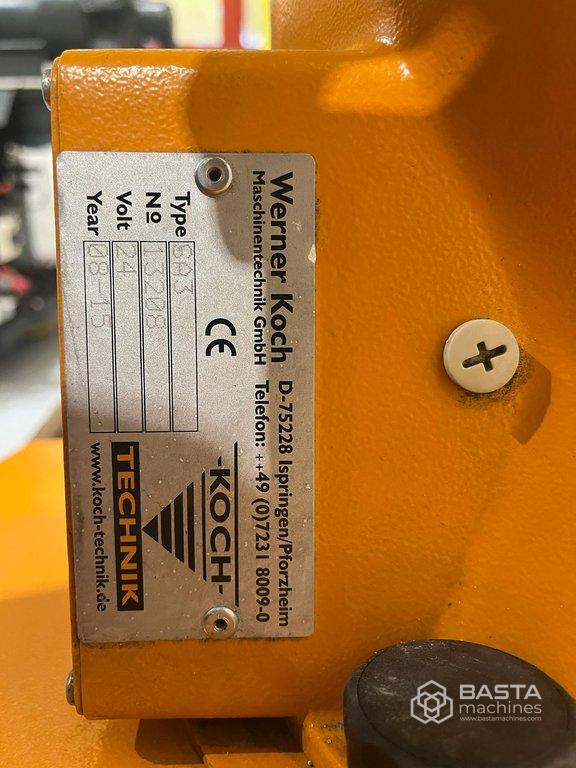 Werner Koch D-75228 Ispringen/Pforzheim
Maschinentechnik GmbH Telefon: ++49 (0)7231 8009-0
CE
Type GA3
No 13208
Volt 24
Year 08-15
-KOCH-
TECHNIK
www.koch-technik.de
BASTA
machines
www.bastamachines.com